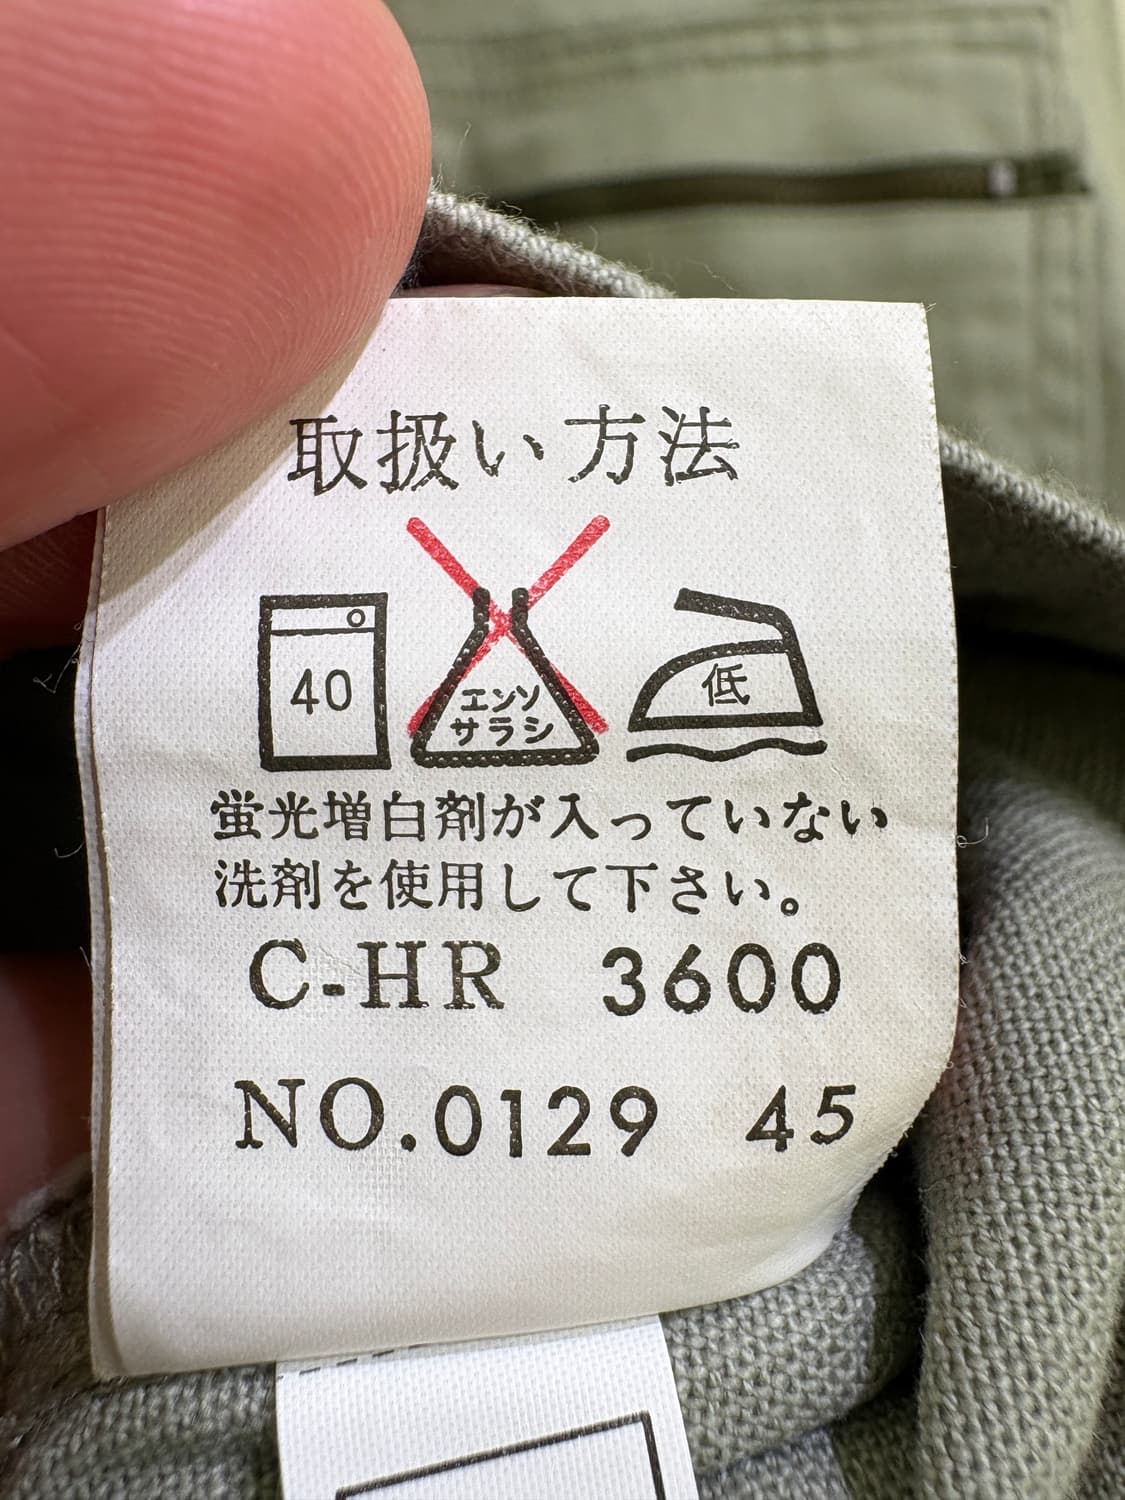 取扱い方法
40
エンソ
サラシ
低
蛍光増白剤が入っていない
洗剤を使用して下さい。
C-HR 3600
NO.0129 45